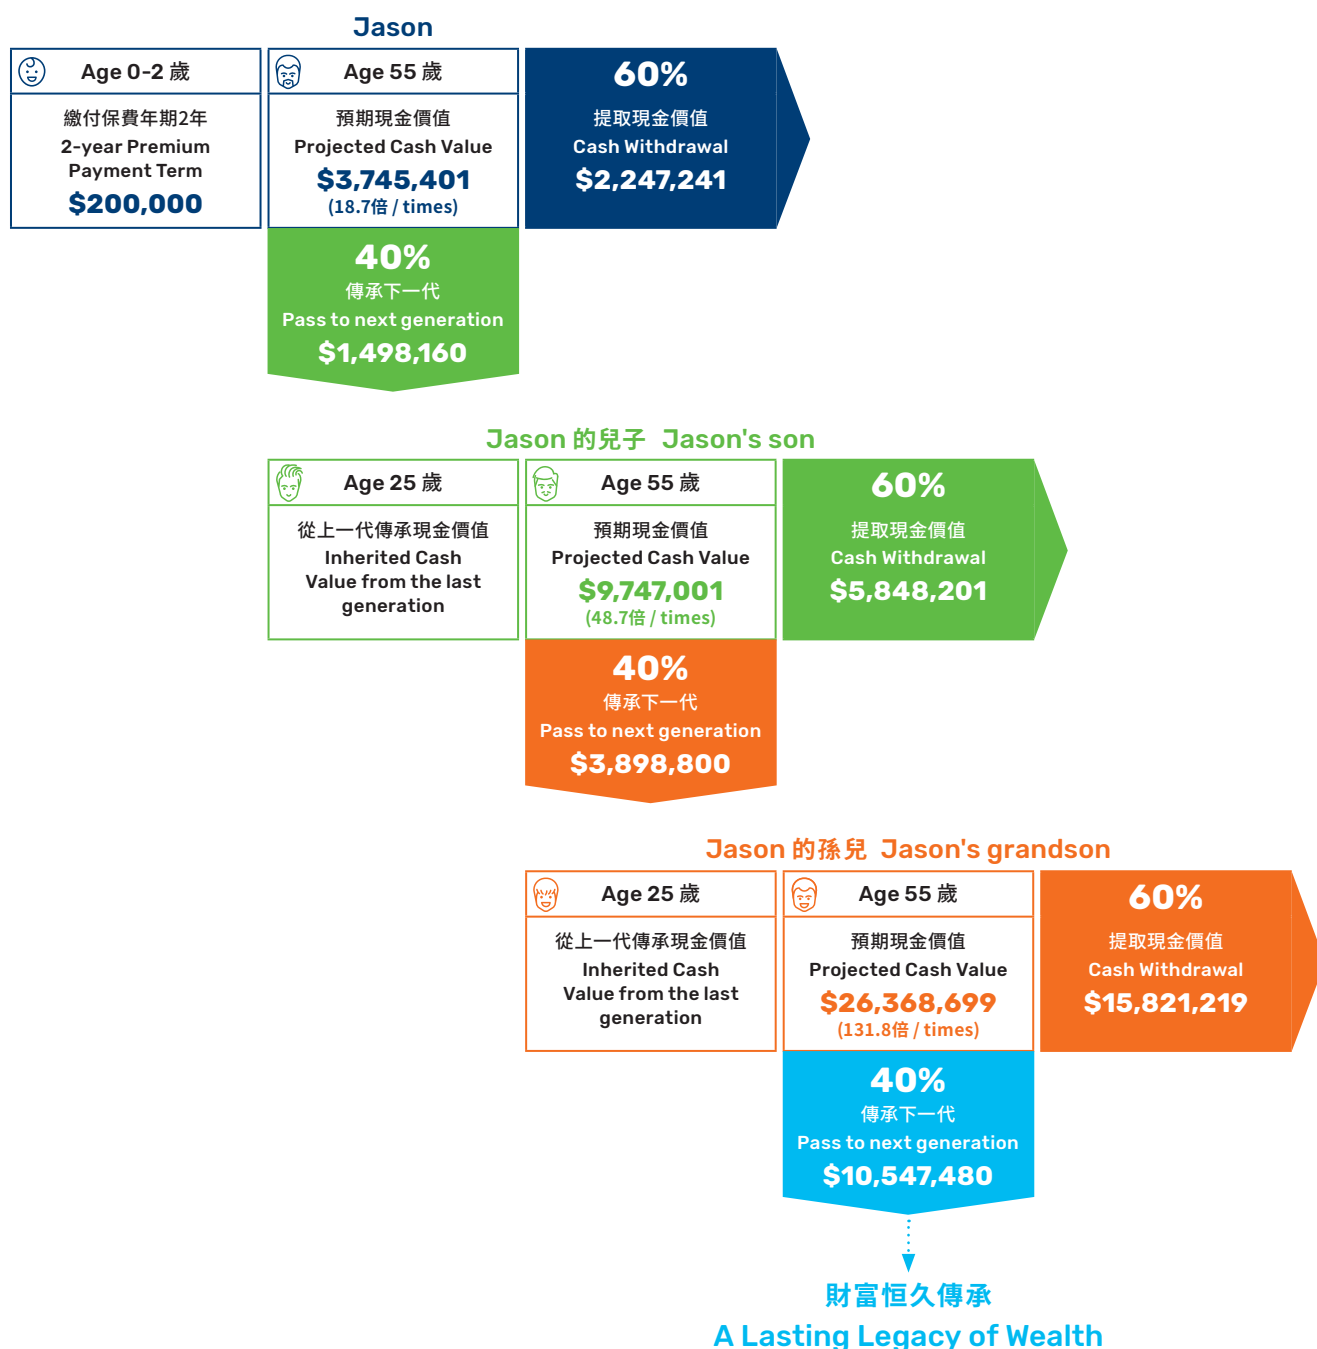 Jason
Age 0-2 歲
繳付保費年期2年
2-year Premium
Payment Term
$200,000
Age 55 歲
預期現金價值
Projected Cash Value
$3,745,401
(18.7倍 / times)
60%
提取現金價值
Cash Withdrawal
$2,247,241
40%
傳承下一代
Pass to next generation
$1,498,160
Jason 的兒子 Jason's son
Age 25 歲
從上一代傳承現金價值
Inherited Cash
Value from the last
generation
Age 55 歲
預期現金價值
Projected Cash Value
$9,747,001
(48.7倍 / times)
60%
提取現金價值
Cash Withdrawal
$5,848,201
40%
傳承下一代
Pass to next generation
$3,898,800
Jason 的孫兒 Jason's grandson
Age 25 歲
從上一代傳承現金價值
Inherited Cash
Value from the last
generation
Age 55 歲
預期現金價值
Projected Cash Value
$26,368,699
(131.8倍 / times)
60%
提取現金價值
Cash Withdrawal
$15,821,219
40%
傳承下一代
Pass to next generation
$10,547,480
財富恒久傳承
A Lasting Legacy of Wealth